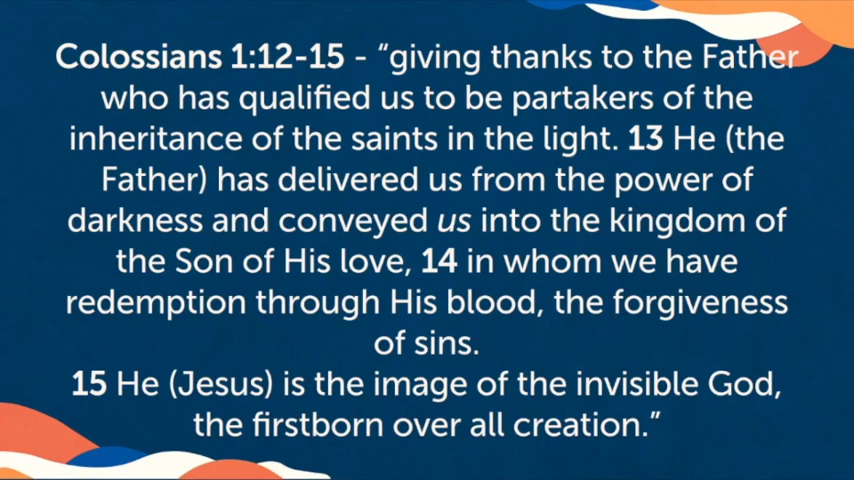 Colossians 1:12-15 - “giving thanks to the Father
who has qualified us to be partakers of the
inheritance of the saints in the light. 13 He (the
Father) has delivered us from the power of
darkness and conveyed us into the kingdom of
the Son of His love, 14 in whom we have
redemption through His blood, the forgiveness
of sins.
15 He (Jesus) is the image of the invisible God,
the firstborn over all creation.”